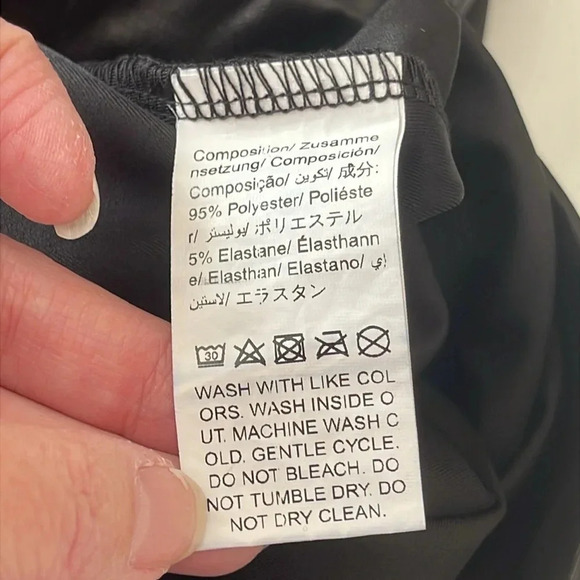 Composition/ Zusamme
nsetzung/ Composición/
Composição/ تكوين/ 成分:
95% Polyester/ Poliéste
r/ بوليستر/ ポリエステル
5% Elastane/ Élasthann
e/ Elasthan/ Elastano/ إي
لاستين/ エラスタン
30
WASH WITH LIKE COL
ORS. WASH INSIDE O
UT. MACHINE WASH C
OLD. GENTLE CYCLE.
DO NOT BLEACH. DO
NOT TUMBLE DRY. DO
NOT DRY CLEAN.